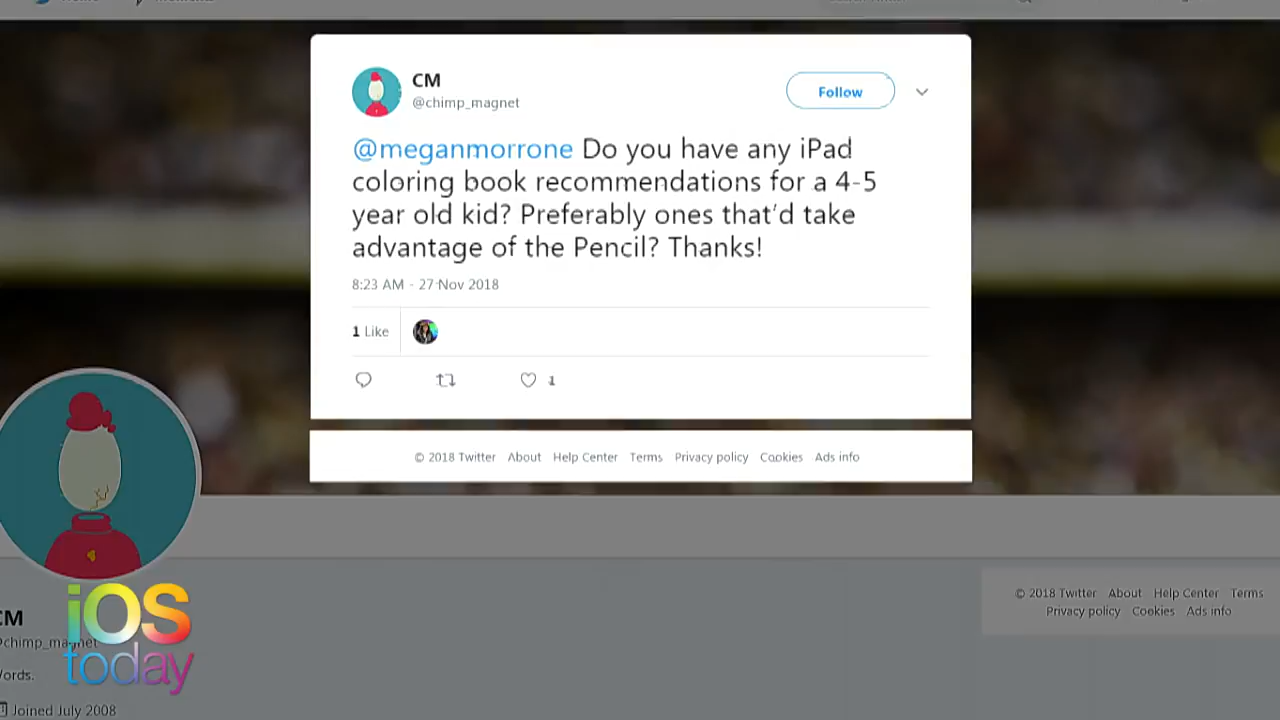 CM
@chimp_magnet
Follow
@meganmorrone Do you have any iPad
coloring book recommendations for a 4-5
year old kid? Preferably ones that'd take
advantage of the Pencil? Thanks!
8:23 AM - 27 Nov 2018
1 Like
1
© 2018 Twitter About Help Center Terms Privacy policy Cookies Ads info
© 2018 Twitter About Help Center Terms
Privacy policy Cookies Ads info
CM
@chimp_magnet
Words.
Joined July 2008
iOS
today